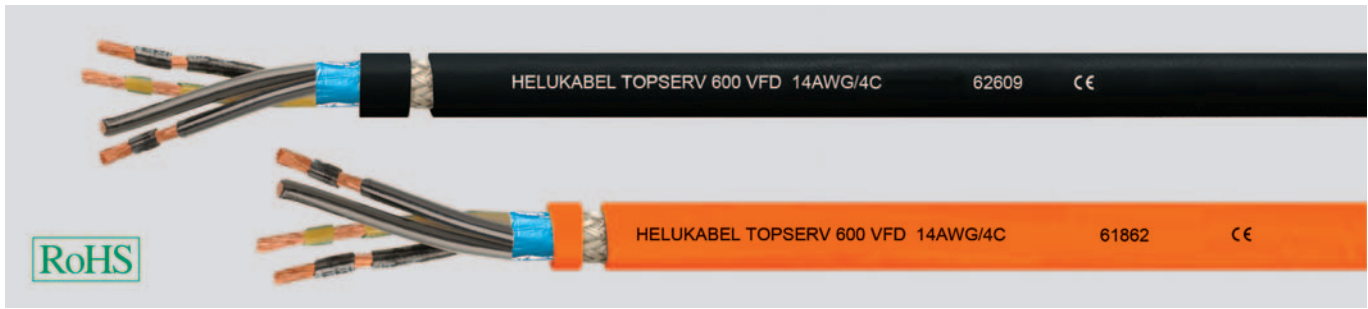 HELUKABEL TOPSERV 600 VFD 14AWG/4C 62609 CE
HELUKABEL TOPSERV 600 VFD 14AWG/4C 61862 CE
RoHS